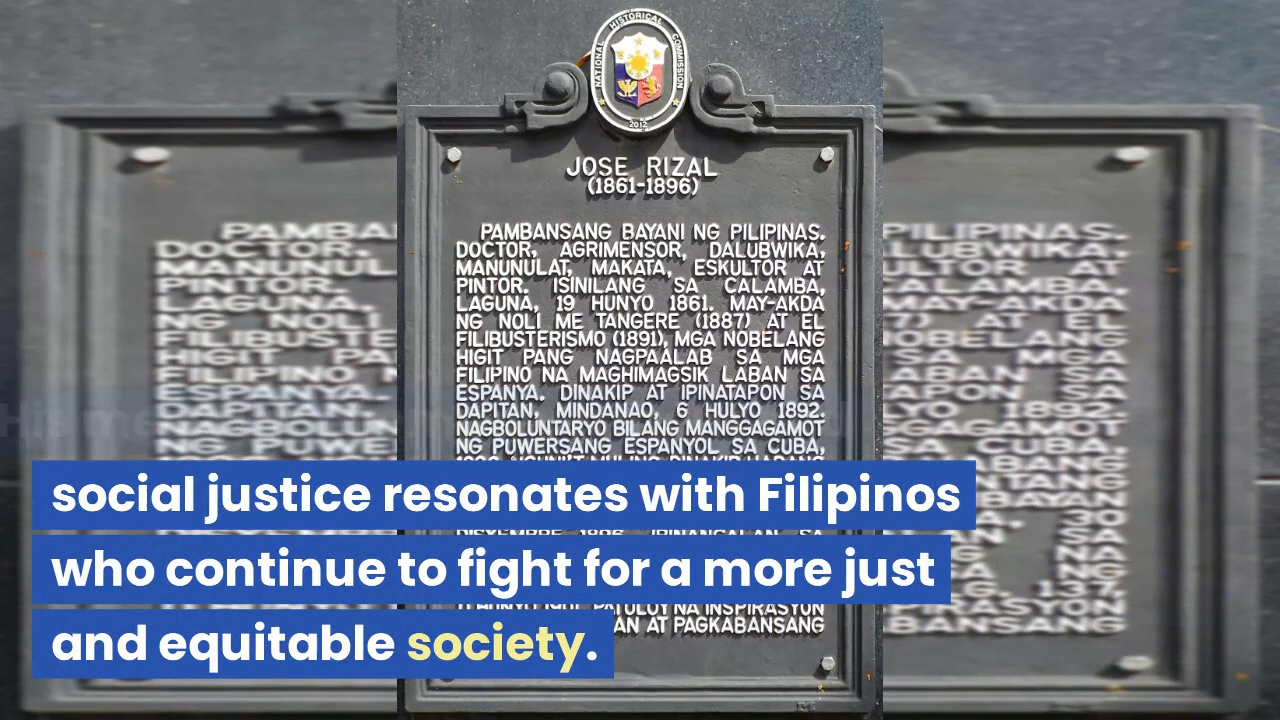 NATIONAL HISTORICAL COMMISSION
2012
JOSE RIZAL
(1861-1896)
PAMBANSANG BAYANI NG PILIPINAS.
DOCTOR, AGRIMENSOR, DALUBWIKA,
MANUNULAT, MAKATA, ESKULTOR AT
PINTOR. ISINILANG SA CALAMBA,
LAGUNA, 19 HUNYO 1861. MAY-AKDA
NG NOLI ME TANGERE (1887) AT EL
FILIBUSTERISMO (1891), MGA NOBELANG
HIGIT PANG NAGPAALAB SA MGA
FILIPINO NA MAGHIMAGSIK LABAN SA
ESPANYA. DINAKIP AT IPINATAPON SA
DAPITAN, MINDANAO, 6 HULYO 1892.
NAGBOLUNTARYO BILANG MANGGAGAMOT
NG PUWERSANG ESPANYOL SA CUBA,
social justice resonates with Filipinos
who continue to fight for a more just
and equitable society.
PATULOY NA INSPIRASYON
AT PAGKABANSANG